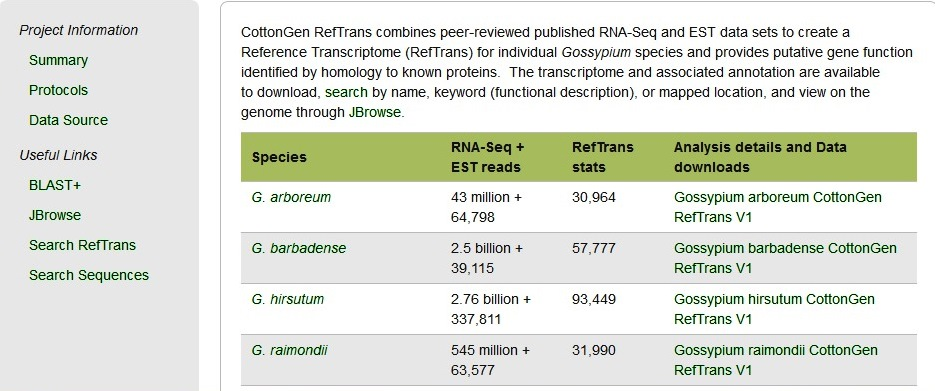 Project Information
Summary
Protocols
Data Source
Useful Links
BLAST+
JBrowse
Search RefTrans
Search Sequences
CottonGen RefTrans combines peer-reviewed published RNA-Seq and EST data sets to create a
Reference Transcriptome (RefTrans) for individual Gossypium species and provides putative gene function
identified by homology to known proteins. The transcriptome and associated annotation are available
to download, search by name, keyword (functional description), or mapped location, and view on the
genome through JBrowse.
Species
RNA-Seq +
EST reads
RefTrans
stats
Analysis details and Data
downloads
G. arboreum
43 million +
64,798
30,964
Gossypium arboreum CottonGen
RefTrans V1
G. barbadense
2.5 billion +
39,115
57,777
Gossypium barbadense CottonGen
RefTrans V1
G. hirsutum
2.76 billion +
337,811
93,449
Gossypium hirsutum CottonGen
RefTrans V1
G. raimondii
545 million +
63,577
31,990
Gossypium raimondii CottonGen
RefTrans V1